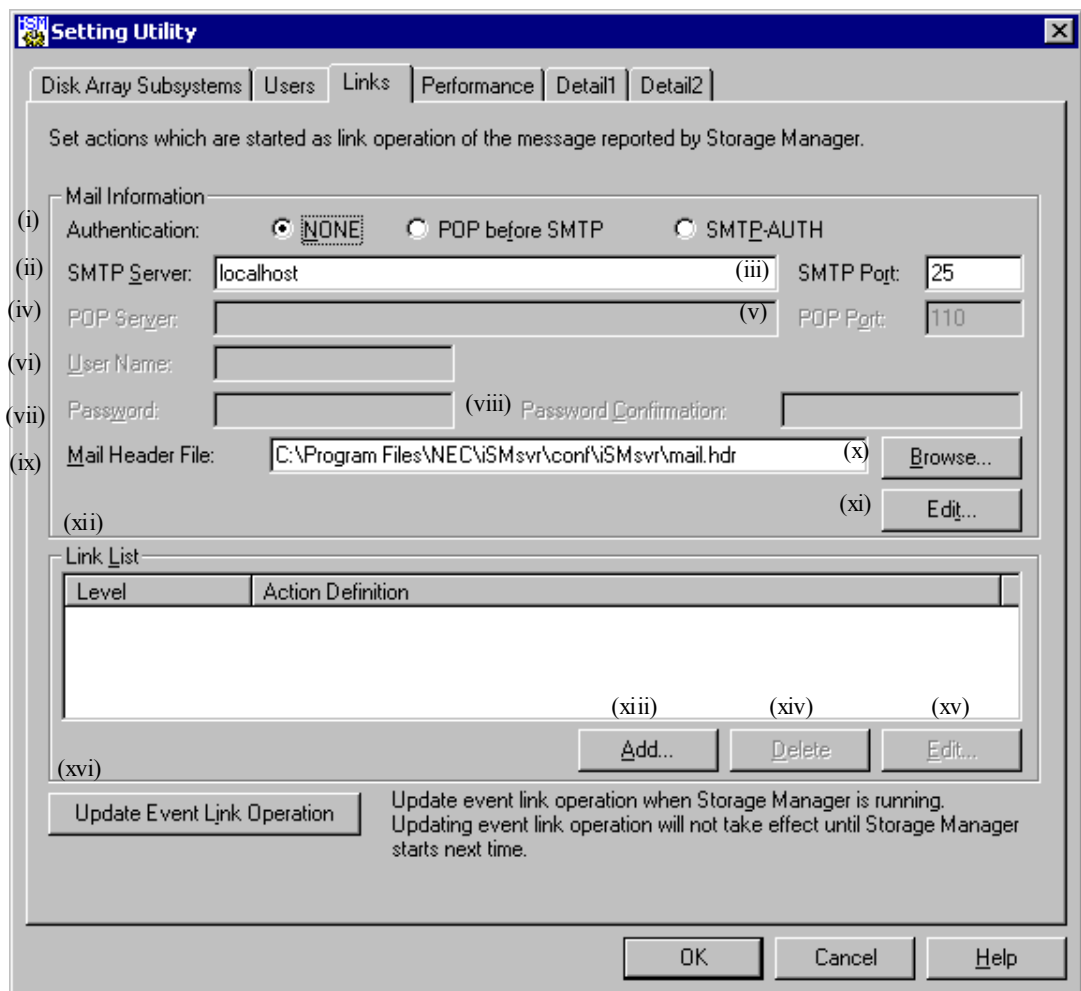 iSM Setting Utility
Disk Array Subsystems Users Links Performance Detail1 Detail2
Set actions which are started as link operation of the message reported by Storage Manager.
Mail Information
(i) Authentication: NONE POP before SMTP SMTP-AUTH
(ii) SMTP Server: localhost (iii) SMTP Port: 25
(iv) POP Server: (v) POP Port: 110
(vi) User Name:
(vii) Password: (viii) Password Confirmation:
(ix) Mail Header File: C:\Program Files\NEC\iSMsvr\conf\iSMsvr\mail.hdr (x) Browse...
(xi) Edit...
(xii)
Link List
Level Action Definition
(xiii) (xiv) (xv)
Add... Delete Edit...
(xvi)
Update Event Link Operation
Update event link operation when Storage Manager is running.
Updating event link operation will not take effect until Storage Manager
starts next time.
OK Cancel Help